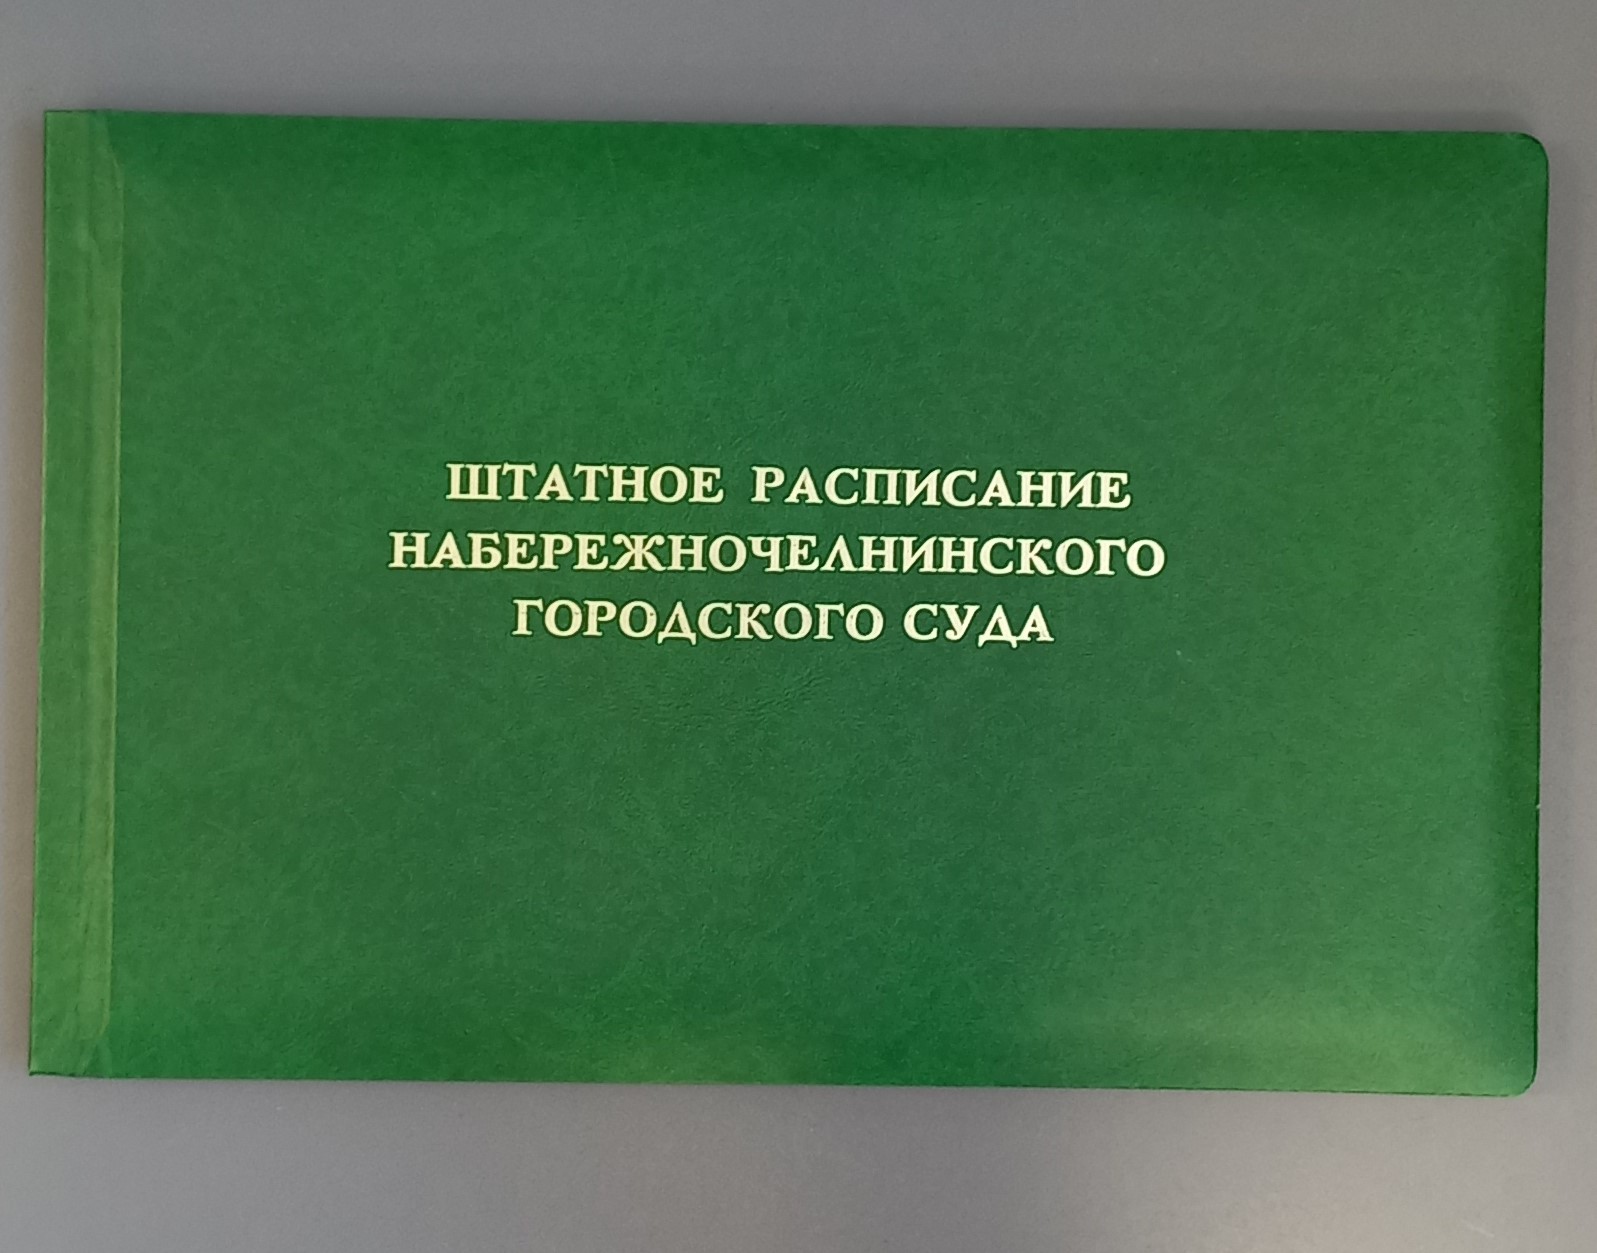 ШТАТНОЕ РАСПИСАНИЕ
НАБЕРЕЖНОЧЕЛНИНСКОГО
ГОРОДСКОГО СУДА